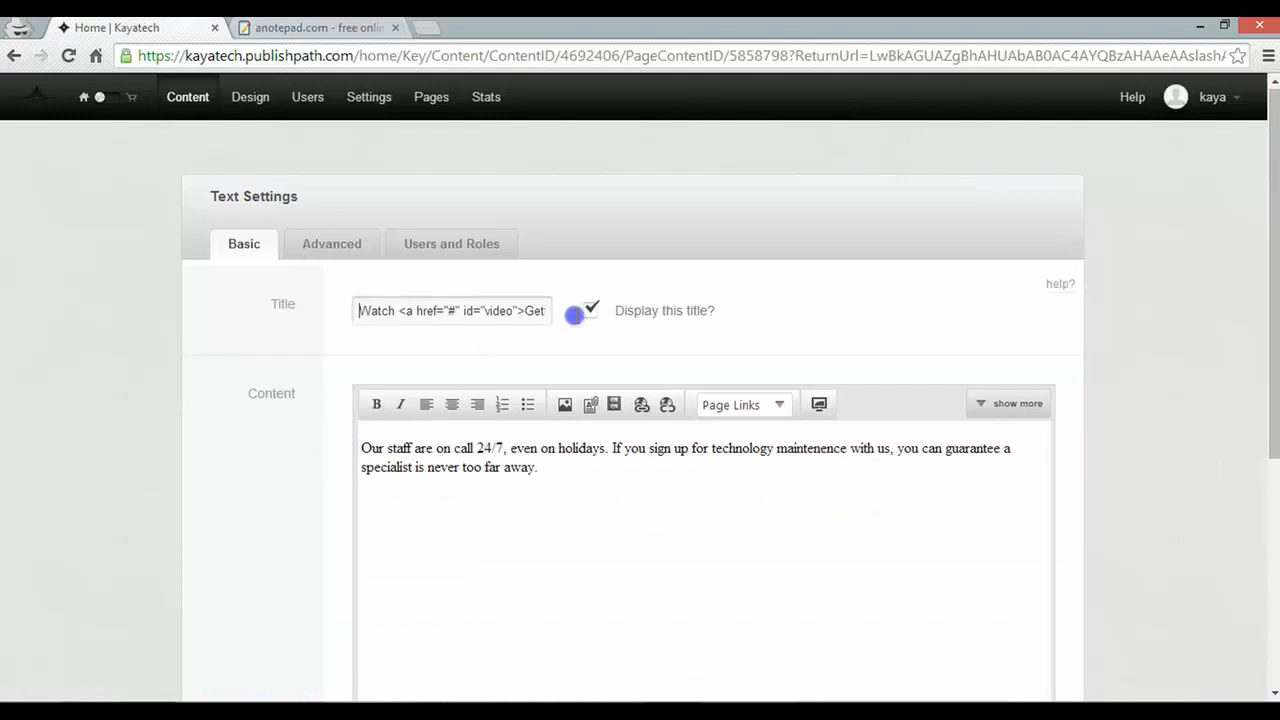 Home | Kayatech
anotepad.com - free onlin
https://kayatech.publishpath.com/home/Key/Content/ContentID/4692406/PageContentID/5858798?ReturnUrl=LwBkAGUAZgBhAHUAbAB0AC4AYQBzAHAAeAAslashA
Content Design Users Settings Pages Stats Help kaya
Text Settings
Basic Advanced Users and Roles
help?
Title Watch <a href="#" id="video">Get Display this title?
Content
B I Page Links show more
Our staff are on call 24/7, even on holidays. If you sign up for technology maintenence with us, you can guarantee a
specialist is never too far away.